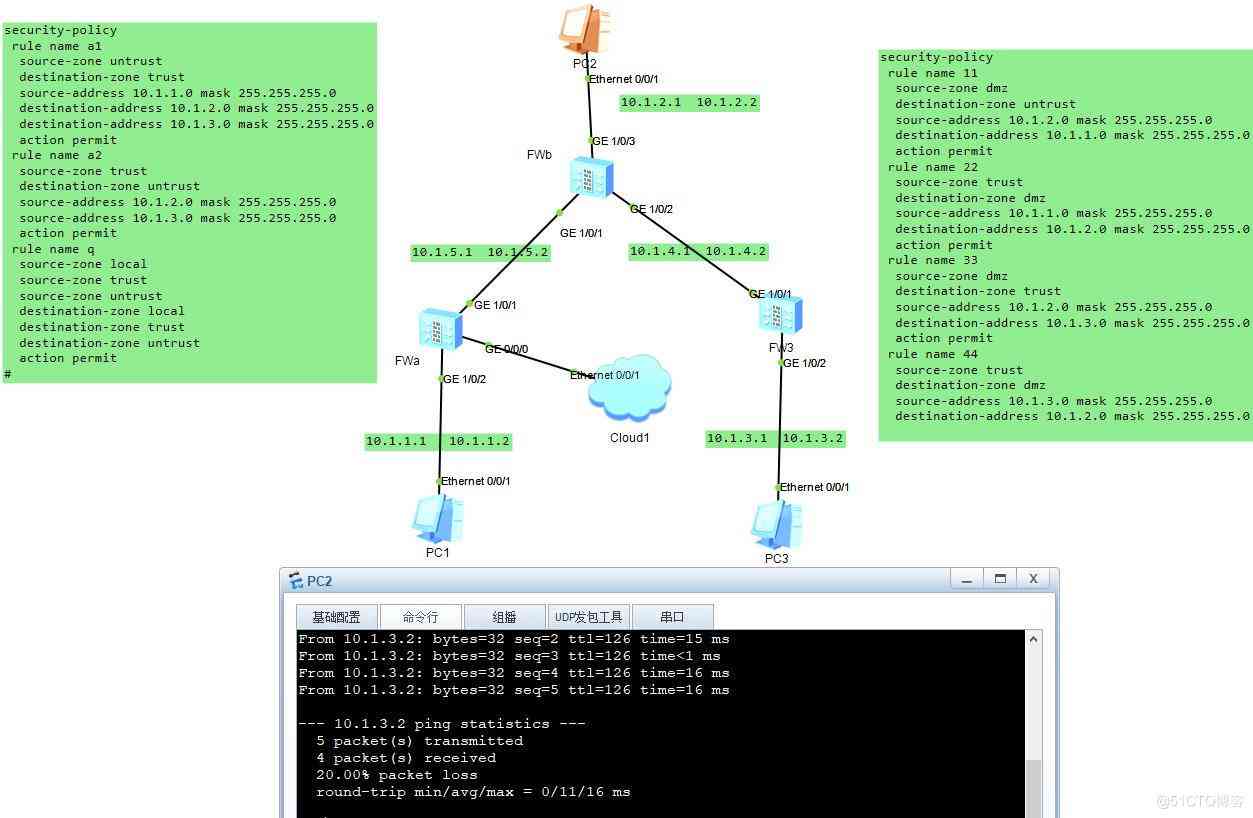 security-policy
rule name a1
source-zone untrust
destination-zone trust
source-address 10.1.1.0 mask 255.255.255.0
destination-address 10.1.2.0 mask 255.255.255.0
destination-address 10.1.3.0 mask 255.255.255.0
action permit
rule name a2
source-zone trust
destination-zone untrust
source-address 10.1.2.0 mask 255.255.255.0
source-address 10.1.3.0 mask 255.255.255.0
action permit
rule name q
source-zone local
source-zone trust
source-zone untrust
destination-zone local
destination-zone trust
destination-zone untrust
action permit
#
PC2
Ethernet 0/0/1
10.1.2.1 10.1.2.2
GE 1/0/3
FWb
GE 1/0/2
GE 1/0/1
10.1.5.1 10.1.5.2
10.1.4.1 10.1.4.2
GE 1/0/1
GE 1/0/1
FWa
GE 0/0/0
FW3
GE 1/0/2
GE 1/0/2
Ethernet 0/0/1
Cloud1
10.1.1.1 10.1.1.2
10.1.3.1 10.1.3.2
Ethernet 0/0/1
Ethernet 0/0/1
PC1
PC3
security-policy
rule name 11
source-zone dmz
destination-zone untrust
source-address 10.1.2.0 mask 255.255.255.0
destination-address 10.1.1.0 mask 255.255.255.0
action permit
rule name 22
source-zone trust
destination-zone dmz
source-address 10.1.1.0 mask 255.255.255.0
destination-address 10.1.2.0 mask 255.255.255.0
action permit
rule name 33
source-zone dmz
destination-zone trust
source-address 10.1.2.0 mask 255.255.255.0
destination-address 10.1.3.0 mask 255.255.255.0
action permit
rule name 44
source-zone trust
destination-zone dmz
source-address 10.1.3.0 mask 255.255.255.0
destination-address 10.1.2.0 mask 255.255.255.0
PC2
X
基础配置 命令行 组播 UDP发包工具 串口
From 10.1.3.2: bytes=32 seq=2 ttl=126 time=15 ms
From 10.1.3.2: bytes=32 seq=3 ttl=126 time<1 ms
From 10.1.3.2: bytes=32 seq=4 ttl=126 time=16 ms
From 10.1.3.2: bytes=32 seq=5 ttl=126 time=16 ms
--- 10.1.3.2 ping statistics ---
5 packet(s) transmitted
4 packet(s) received
20.00% packet loss
round-trip min/avg/max = 0/11/16 ms
@51CTO博客